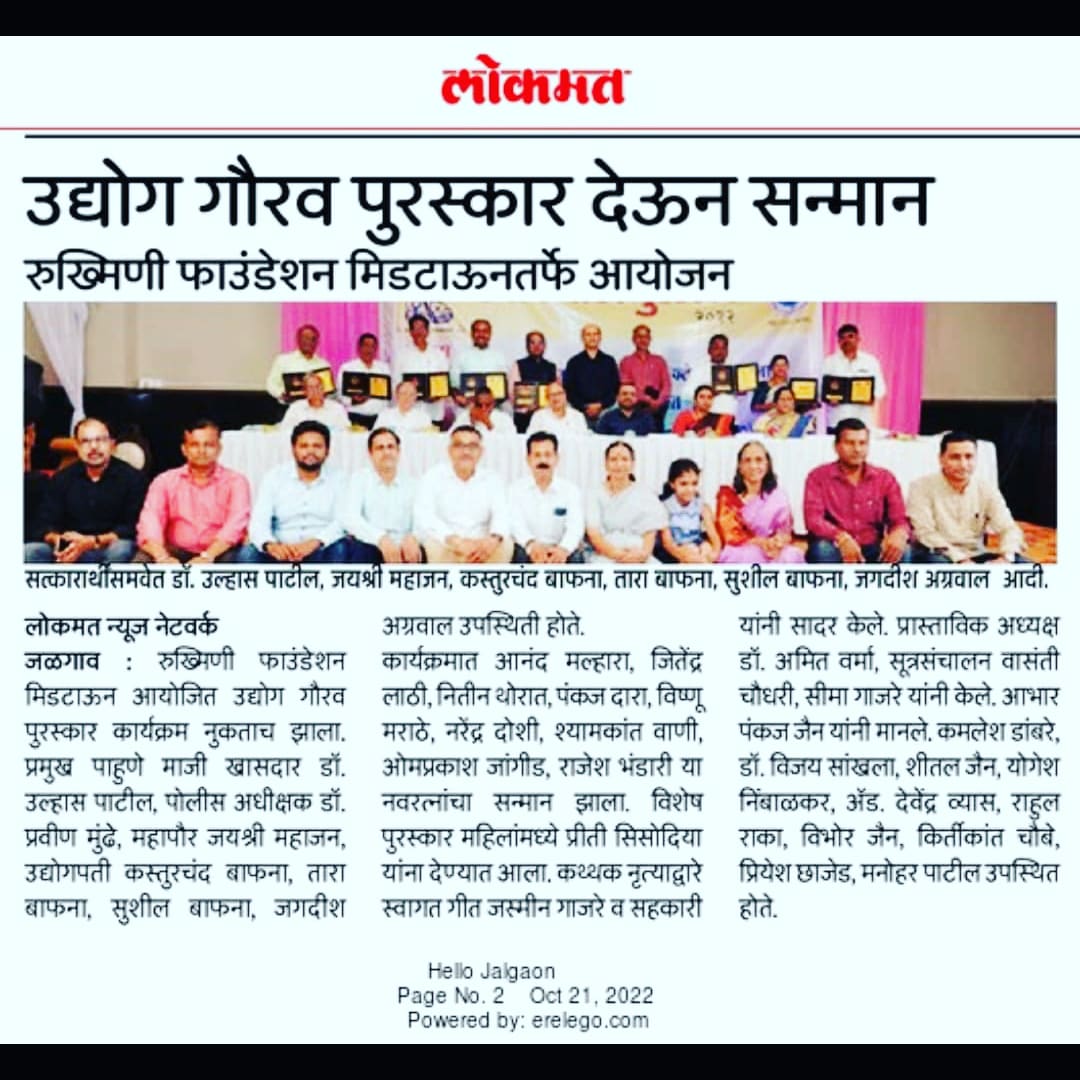 लोकमत
उद्योग गौरव पुरस्कार देऊन सन्मान
रुख्मिणी फाउंडेशन मिडटाऊनतर्फे आयोजन
२०२२
सत्कारार्थीसमवेत डॉ. उल्हास पाटील, जयश्री महाजन, कस्तुरचंद बाफना, तारा बाफना, सुशील बाफना, जगदीश अग्रवाल आदी.
लोकमत न्यूज नेटवर्क
जळगाव : रुख्मिणी फाउंडेशन
मिडटाऊन आयोजित उद्योग गौरव
पुरस्कार कार्यक्रम नुकताच झाला.
प्रमुख पाहुणे माजी खासदार डॉ.
उल्हास पाटील, पोलीस अधीक्षक डॉ.
प्रवीण मुंढे, महापौर जयश्री महाजन,
उद्योगपती कस्तुरचंद बाफना, तारा
बाफना, सुशील बाफना, जगदीश
अग्रवाल उपस्थिती होते.
कार्यक्रमात आनंद मल्हारा, जितेंद्र
लाठी, नितीन थोरात, पंकज दारा, विष्णू
मराठे, नरेंद्र दोशी, श्यामकांत वाणी,
ओमप्रकाश जांगीड, राजेश भंडारी या
नवरत्नांचा सन्मान झाला. विशेष
पुरस्कार महिलांमध्ये प्रीती सिसोदिया
यांना देण्यात आला. कथ्थक नृत्याद्वारे
स्वागत गीत जस्मीन गाजरे व सहकारी
यांनी सादर केले. प्रास्ताविक अध्यक्ष
डॉ. अमित वर्मा, सूत्रसंचालन वासंती
चौधरी, सीमा गाजरे यांनी केले. आभार
पंकज जैन यांनी मानले. कमलेश डांबरे,
डॉ. विजय सांखला, शीतल जैन, योगेश
निंबाळकर, ॲड. देवेंद्र व्यास, राहुल
राका, विभोर जैन, किर्तीकांत चौबे,
प्रियेश छाजेड, मनोहर पाटील उपस्थित
होते.
Hello Jalgaon
Page No. 2 Oct 21, 2022
Powered by: erelego.com